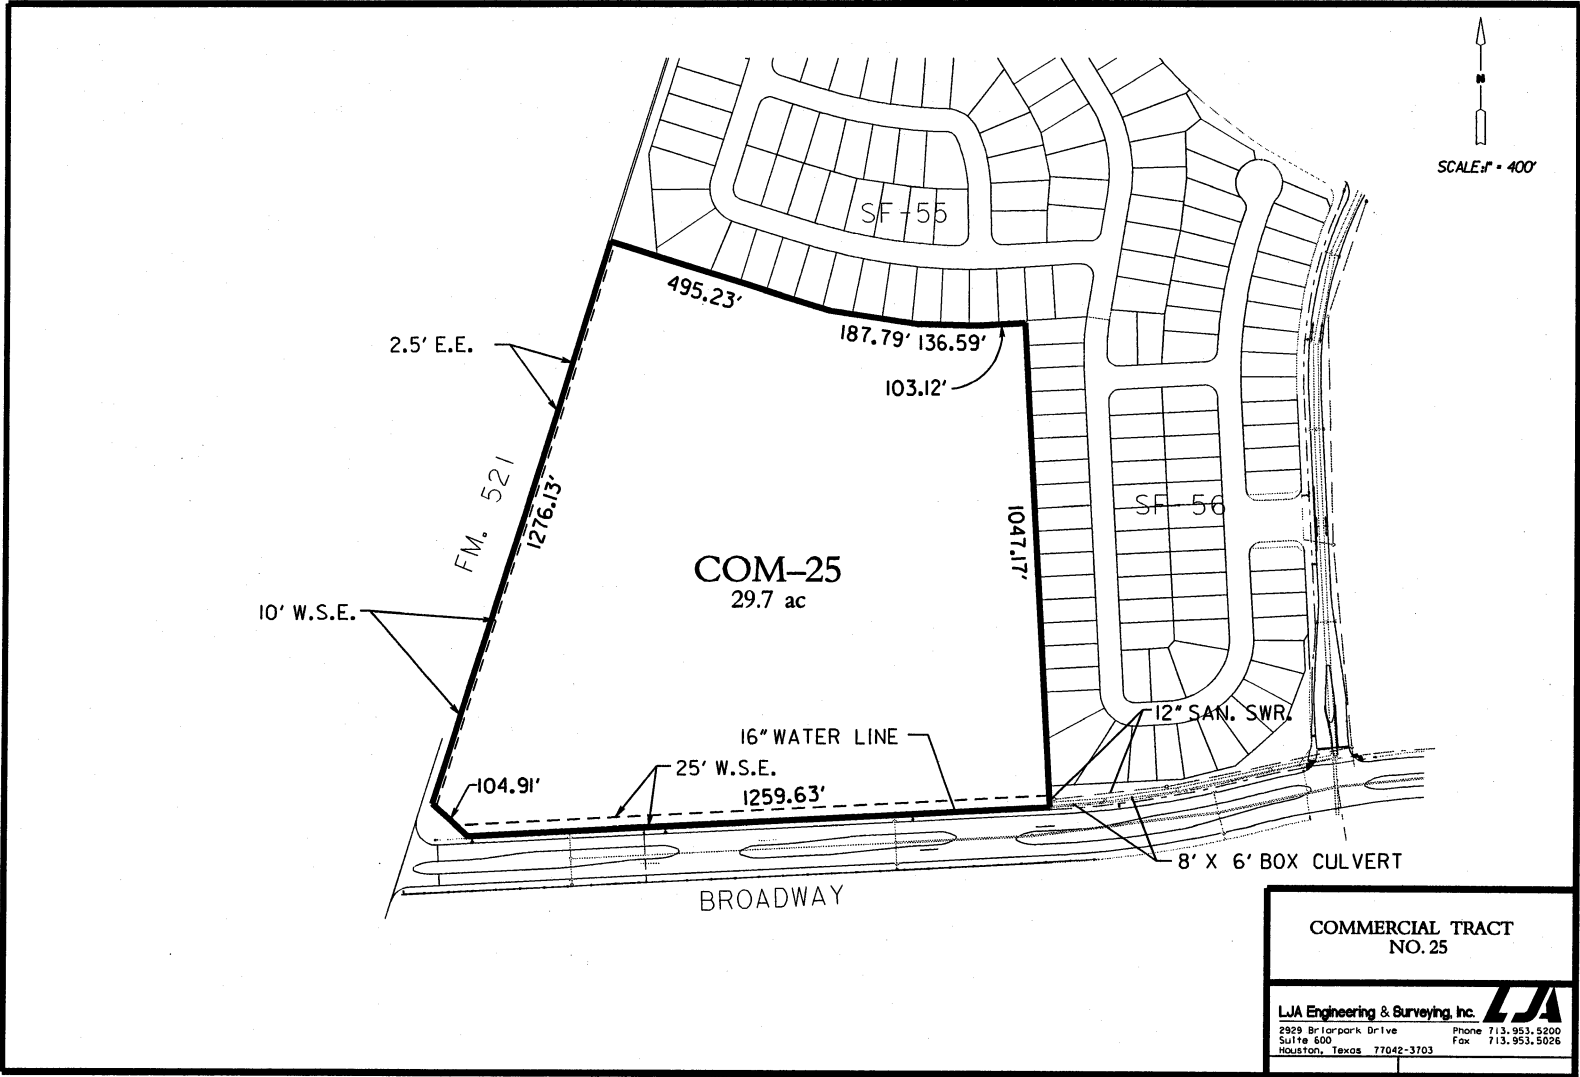 N
SCALE:1" = 400'
SF-55
495.23'
187.79' 136.59'
103.12'
2.5' E.E.
FM. 521
1276.13'
1047.17'
SF-56
COM–25
29.7 ac
10' W.S.E.
12" SAN. SWR.
16" WATER LINE
25' W.S.E.
104.91'
1259.63'
8' X 6' BOX CULVERT
BROADWAY
COMMERCIAL TRACT
NO. 25
LJA Engineering & Surveying, Inc.
LJA
2929 Briarpark Drive
Phone 713.953.5200
Suite 600
Fax 713.953.5026
Houston, Texas 77042-3703